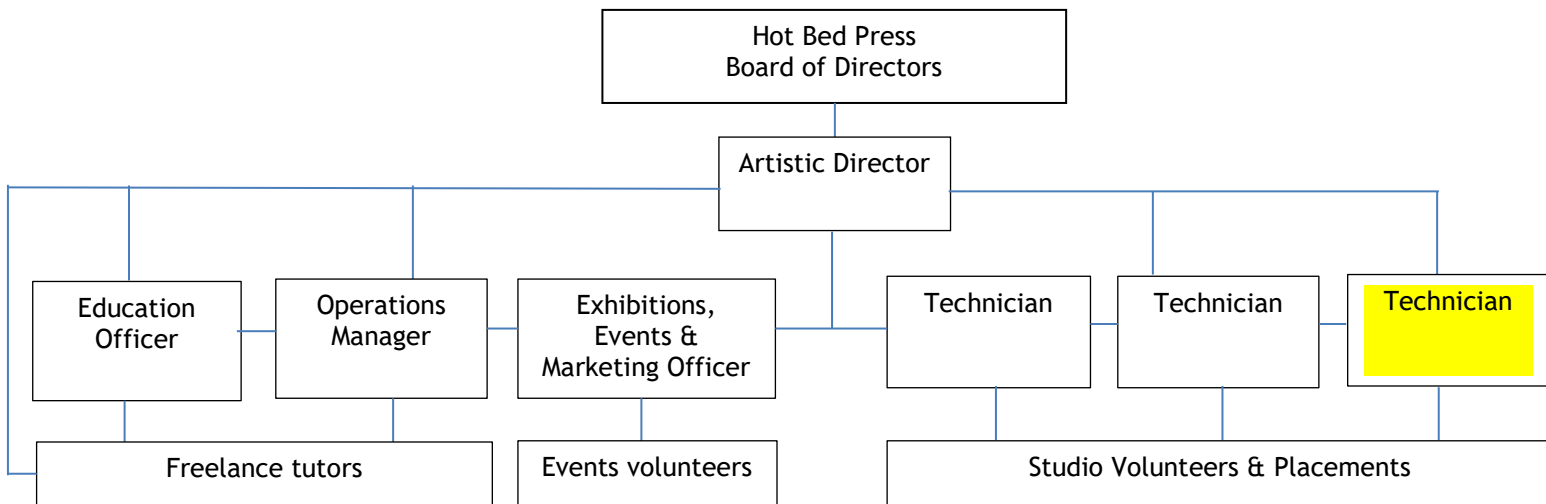 Hot Bed Press
Board of Directors
Artistic Director
Education
Officer
Operations
Manager
Exhibitions,
Events &
Marketing Officer
Technician
Technician
Technician
Freelance tutors
Events volunteers
Studio Volunteers & Placements